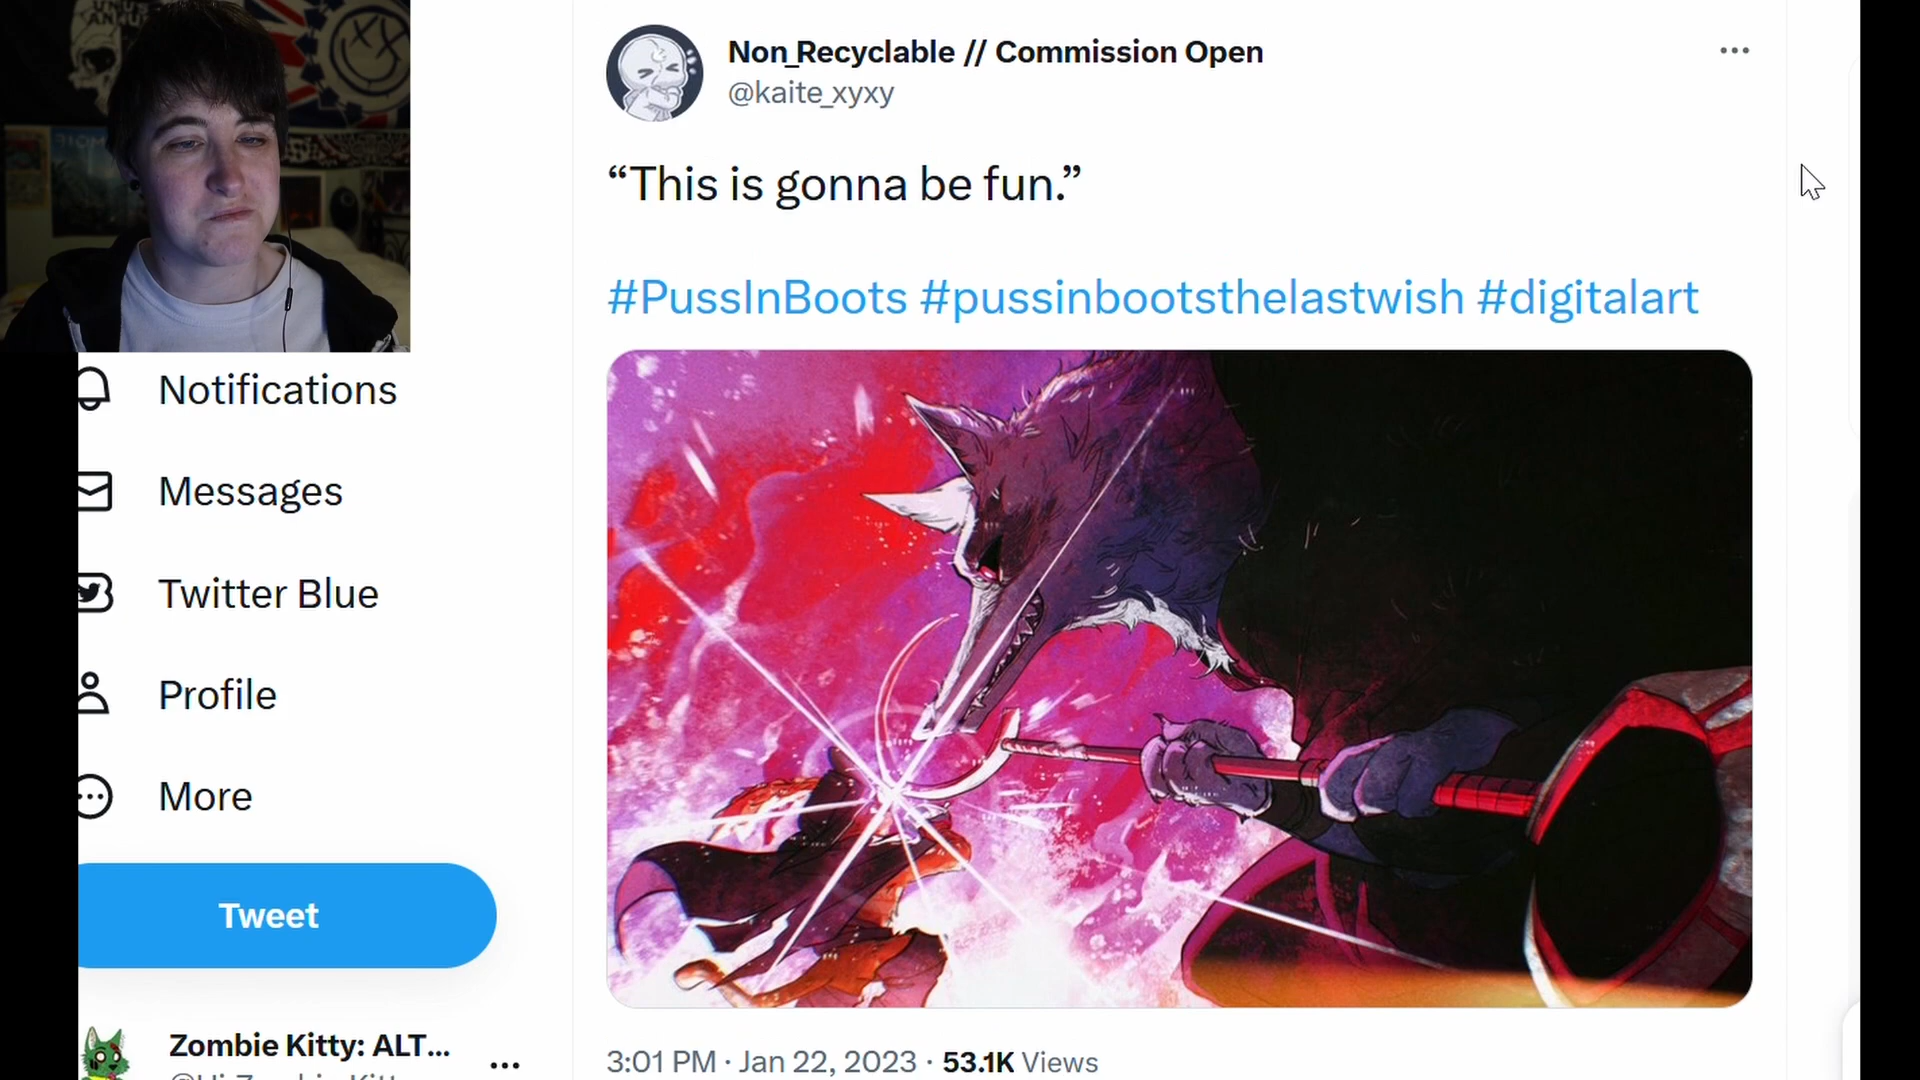 Non_Recyclable // Commission Open
@kaite_xyxy
“This is gonna be fun.”
#PussInBoots #pussinbootsthelastwish #digitalart
Notifications
Messages
Twitter Blue
Profile
More
Tweet
Zombie Kitty: ALT...
3:01 PM · Jan 22, 2023 · 53.1K Views